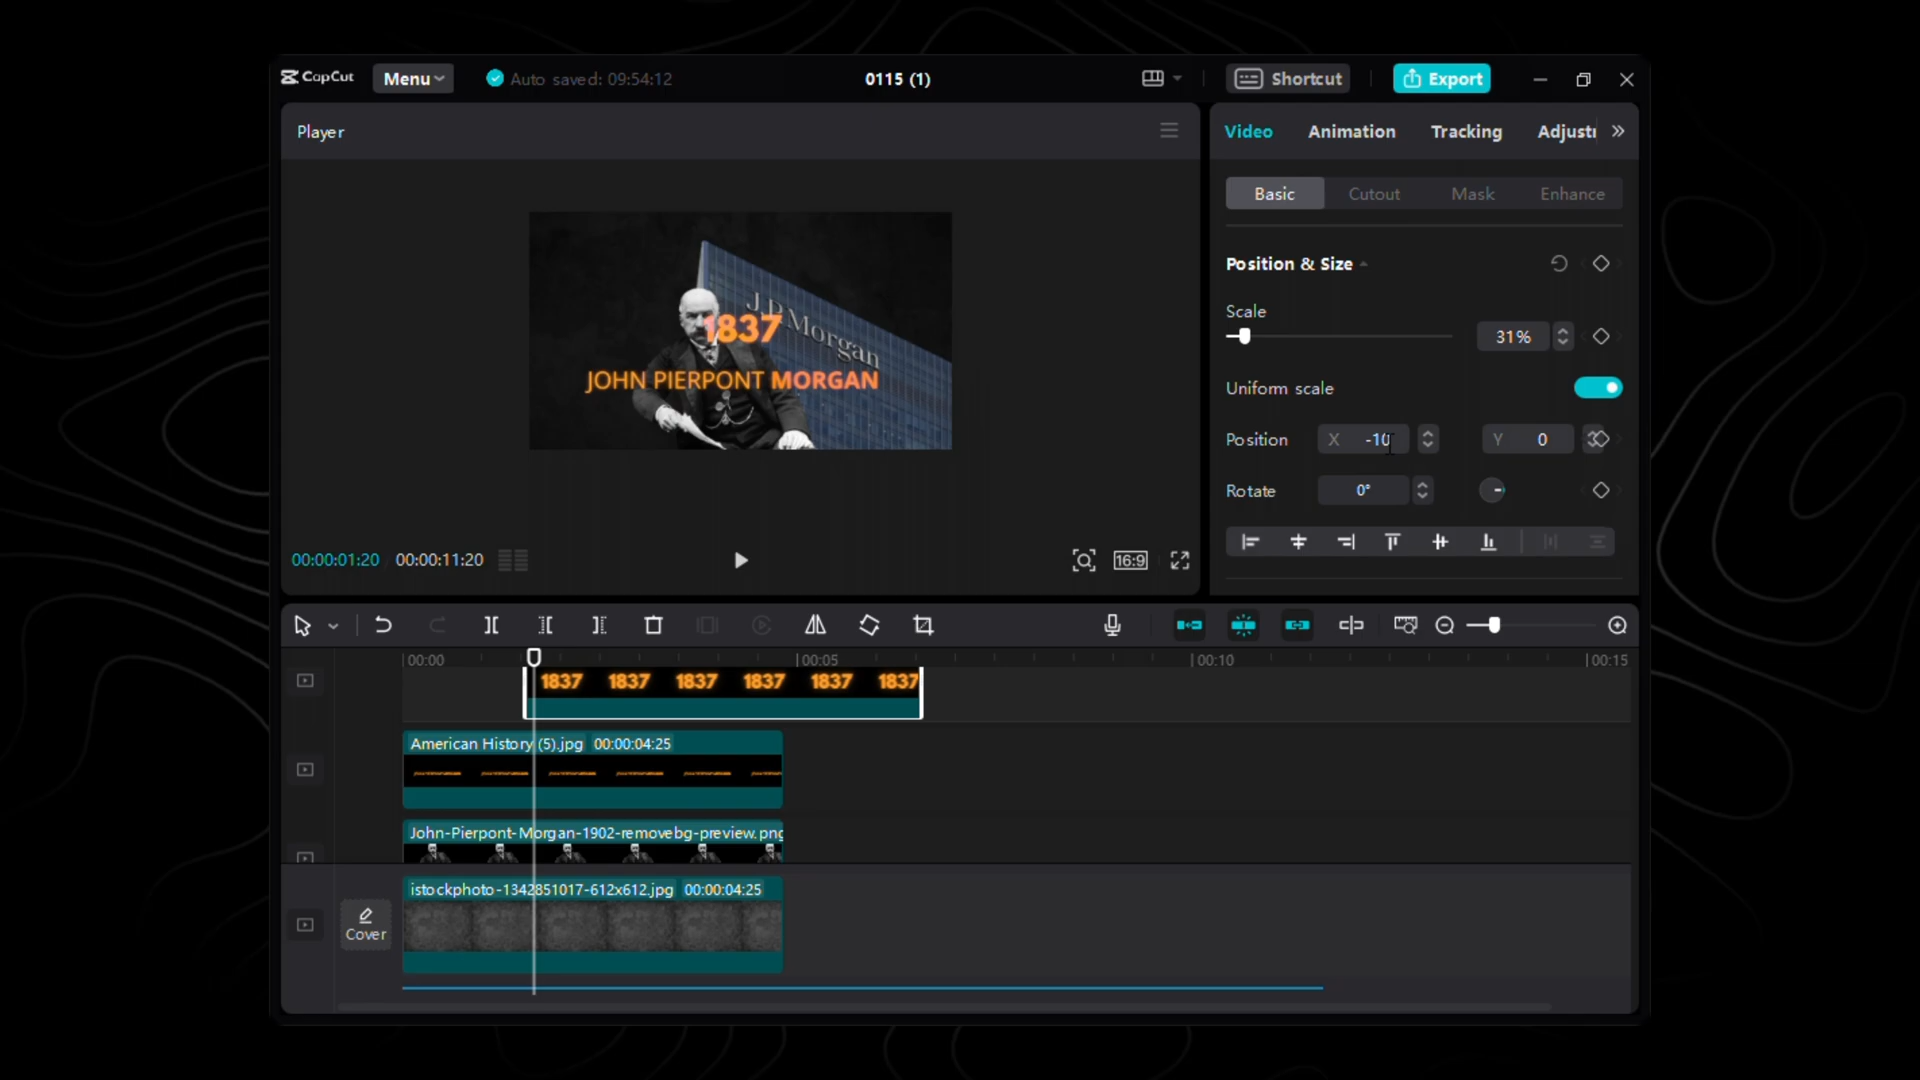 CapCut
Menu
Auto saved: 09:54:12
0115 (1)
Shortcut
Export
Player
Video
Animation
Tracking
Adjust
Basic
Cutout
Mask
Enhance
Position & Size
Scale
31%
Uniform scale
Position
X -10
Y 0
Rotate
0°
J.P.Morgan
1837
JOHN PIERPONT MORGAN
00:00:01:20
00:00:11:20
16:9
00:00
00:05
00:10
00:15
1837 1837 1837 1837 1837 1837
American History (5).jpg 00:00:04:25
John-Pierpont-Morgan-1902-removebg-preview.png
istockphoto-1342851017-612x612.jpg 00:00:04:25
Cover